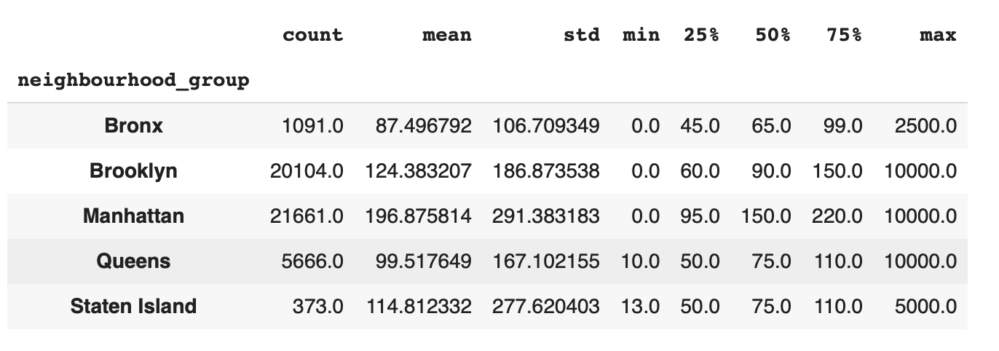 count mean std min 25% 50% 75% max
neighbourhood_group
Bronx 1091.0 87.496792 106.709349 0.0 45.0 65.0 99.0 2500.0
Brooklyn 20104.0 124.383207 186.873538 0.0 60.0 90.0 150.0 10000.0
Manhattan 21661.0 196.875814 291.383183 0.0 95.0 150.0 220.0 10000.0
Queens 5666.0 99.517649 167.102155 10.0 50.0 75.0 110.0 10000.0
Staten Island 373.0 114.812332 277.620403 13.0 50.0 75.0 110.0 5000.0